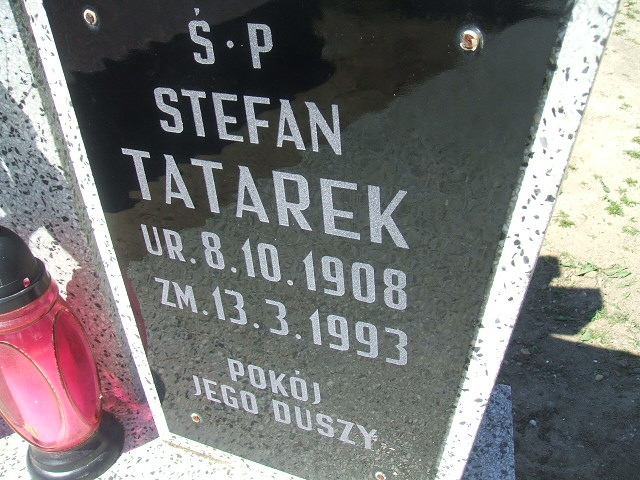 Ś·P
STEFAN
TATAREK
UR. 8.10.1908
ZM. 13.3.1993
POKÓJ
JEGO DUSZY